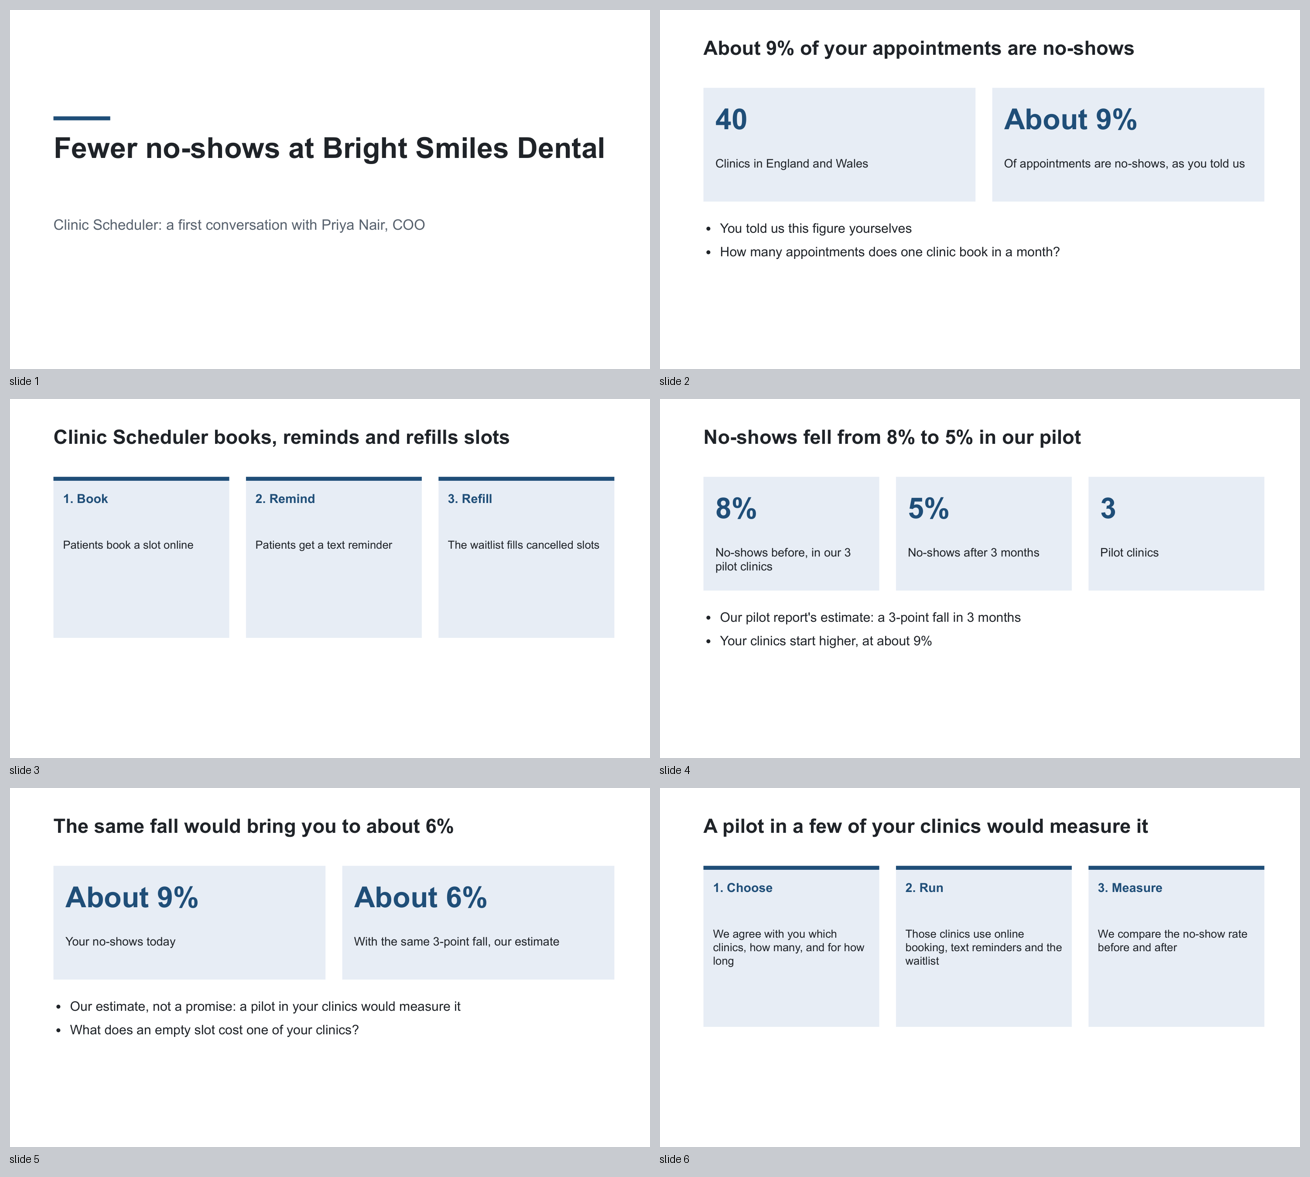 Fewer no-shows at Bright Smiles Dental
Clinic Scheduler: a first conversation with Priya Nair, COO
slide 1
About 9% of your appointments are no-shows
40
Clinics in England and Wales
About 9%
Of appointments are no-shows, as you told us
• You told us this figure yourselves
• How many appointments does one clinic book in a month?
slide 2
Clinic Scheduler books, reminds and refills slots
1. Book
Patients book a slot online
2. Remind
Patients get a text reminder
3. Refill
The waitlist fills cancelled slots
slide 3
No-shows fell from 8% to 5% in our pilot
8%
No-shows before, in our 3
pilot clinics
5%
No-shows after 3 months
3
Pilot clinics
• Our pilot report's estimate: a 3-point fall in 3 months
• Your clinics start higher, at about 9%
slide 4
The same fall would bring you to about 6%
About 9%
Your no-shows today
About 6%
With the same 3-point fall, our estimate
• Our estimate, not a promise: a pilot in your clinics would measure it
• What does an empty slot cost one of your clinics?
slide 5
A pilot in a few of your clinics would measure it
1. Choose
We agree with you which
clinics, how many, and for how
long
2. Run
Those clinics use online
booking, text reminders and the
waitlist
3. Measure
We compare the no-show rate
before and after
slide 6